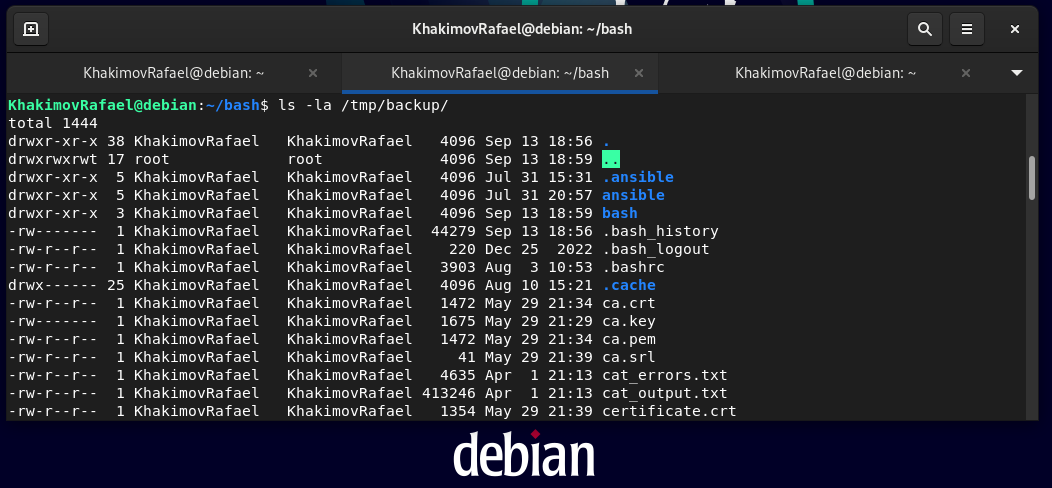 KhakimovRafael@debian: ~/bash
KhakimovRafael@debian: ~ × KhakimovRafael@debian: ~/bash × KhakimovRafael@debian: ~ ×
KhakimovRafael@debian:~/bash$ ls -la /tmp/backup/
total 1444
drwxr-xr-x 38 KhakimovRafael   KhakimovRafael   4096 Sep 13 18:56 .
drwxrwxrwt 17 root             root             4096 Sep 13 18:59 ..
drwxr-xr-x  5 KhakimovRafael   KhakimovRafael   4096 Jul 31 15:31 .ansible
drwxr-xr-x  5 KhakimovRafael   KhakimovRafael   4096 Jul 31 20:57 ansible
drwxr-xr-x  3 KhakimovRafael   KhakimovRafael   4096 Sep 13 18:59 bash
-rw-------  1 KhakimovRafael   KhakimovRafael  44279 Sep 13 18:56 .bash_history
-rw-r--r--  1 KhakimovRafael   KhakimovRafael    220 Dec 25  2022 .bash_logout
-rw-r--r--  1 KhakimovRafael   KhakimovRafael   3903 Aug  3 10:53 .bashrc
drwx------ 25 KhakimovRafael   KhakimovRafael   4096 Aug 10 15:21 .cache
-rw-r--r--  1 KhakimovRafael   KhakimovRafael   1472 May 29 21:34 ca.crt
-rw-------  1 KhakimovRafael   KhakimovRafael   1675 May 29 21:29 ca.key
-rw-r--r--  1 KhakimovRafael   KhakimovRafael   1472 May 29 21:34 ca.pem
-rw-r--r--  1 KhakimovRafael   KhakimovRafael     41 May 29 21:39 ca.srl
-rw-r--r--  1 KhakimovRafael   KhakimovRafael   4635 Apr  1 21:13 cat_errors.txt
-rw-r--r--  1 KhakimovRafael   KhakimovRafael 413246 Apr  1 21:13 cat_output.txt
-rw-r--r--  1 KhakimovRafael   KhakimovRafael   1354 May 29 21:39 certificate.crt
debian